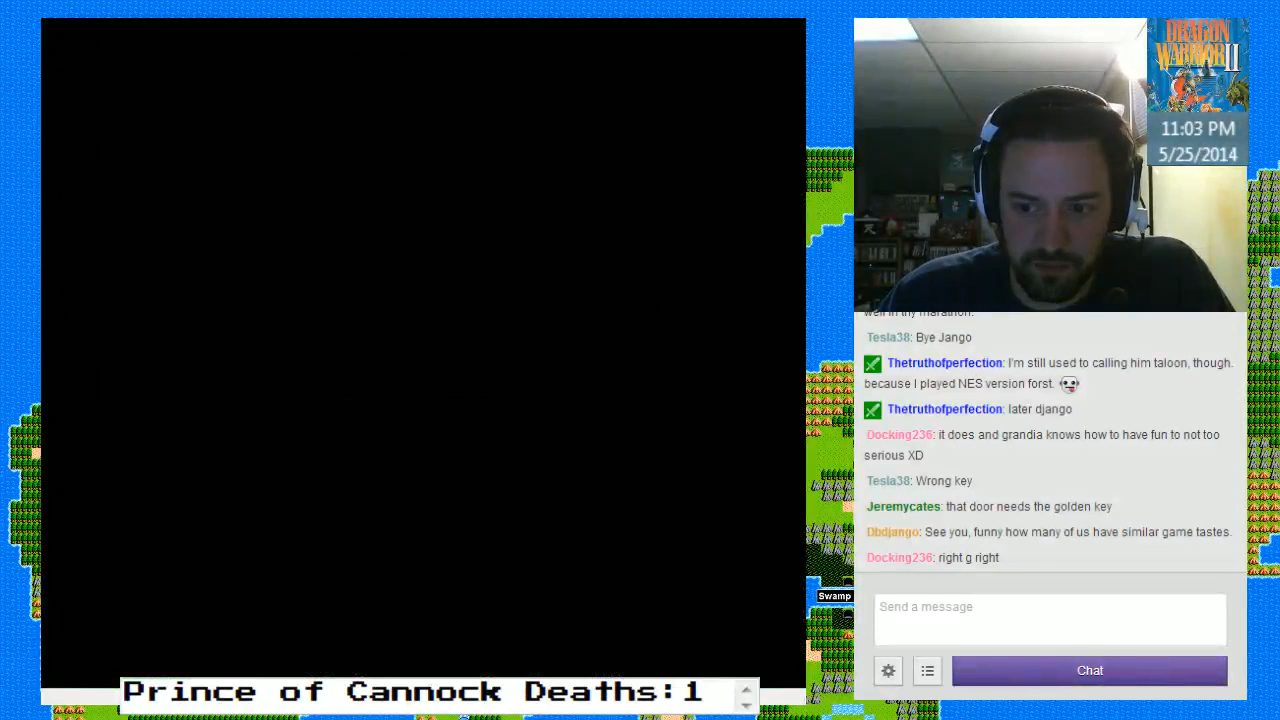 DRAGON
WARRIOR II
11:03 PM
5/25/2014
well in thy marathon.
Tesla38: Bye Jango
Thetruthofperfection: I'm still used to calling him taloon, though.
because I played NES version forst.
Thetruthofperfection: later django
Docking236: it does and grandia knows how to have fun to not too
serious XD
Tesla38: Wrong key
Jeremycates: that door needs the golden key
Dbdjango: See you, funny how many of us have similar game tastes.
Docking236: right g right
Swamp
Send a message
Chat
Prince of Cannock Deaths:1